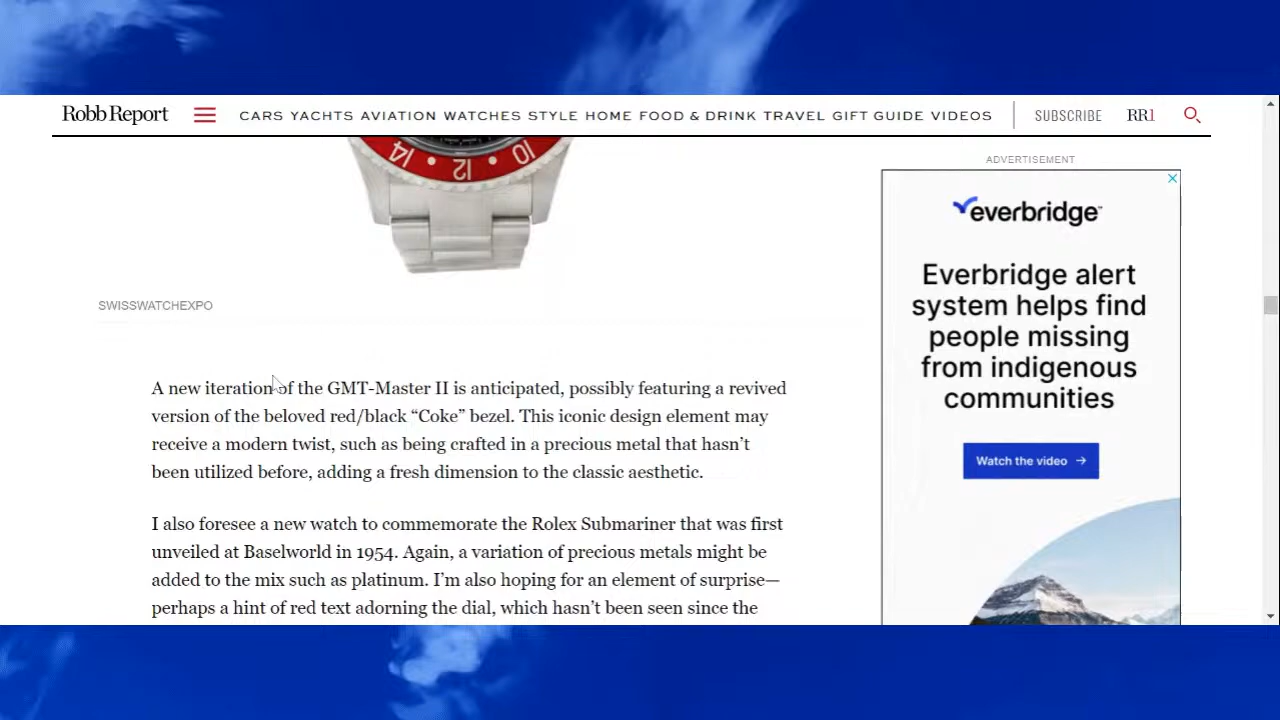 Robb Report
CARS YACHTS AVIATION WATCHES STYLE HOME FOOD & DRINK TRAVEL GIFT GUIDE VIDEOS
SUBSCRIBE
RR1
14 • 12 • 10
SWISSWATCHEXPO
A new iteration of the GMT-Master II is anticipated, possibly featuring a revived
version of the beloved red/black “Coke” bezel. This iconic design element may
receive a modern twist, such as being crafted in a precious metal that hasn’t
been utilized before, adding a fresh dimension to the classic aesthetic.
I also foresee a new watch to commemorate the Rolex Submariner that was first
unveiled at Baselworld in 1954. Again, a variation of precious metals might be
added to the mix such as platinum. I’m also hoping for an element of surprise—
perhaps a hint of red text adorning the dial, which hasn’t been seen since the
ADVERTISEMENT
everbridge™
Everbridge alert
system helps find
people missing
from indigenous
communities
Watch the video →